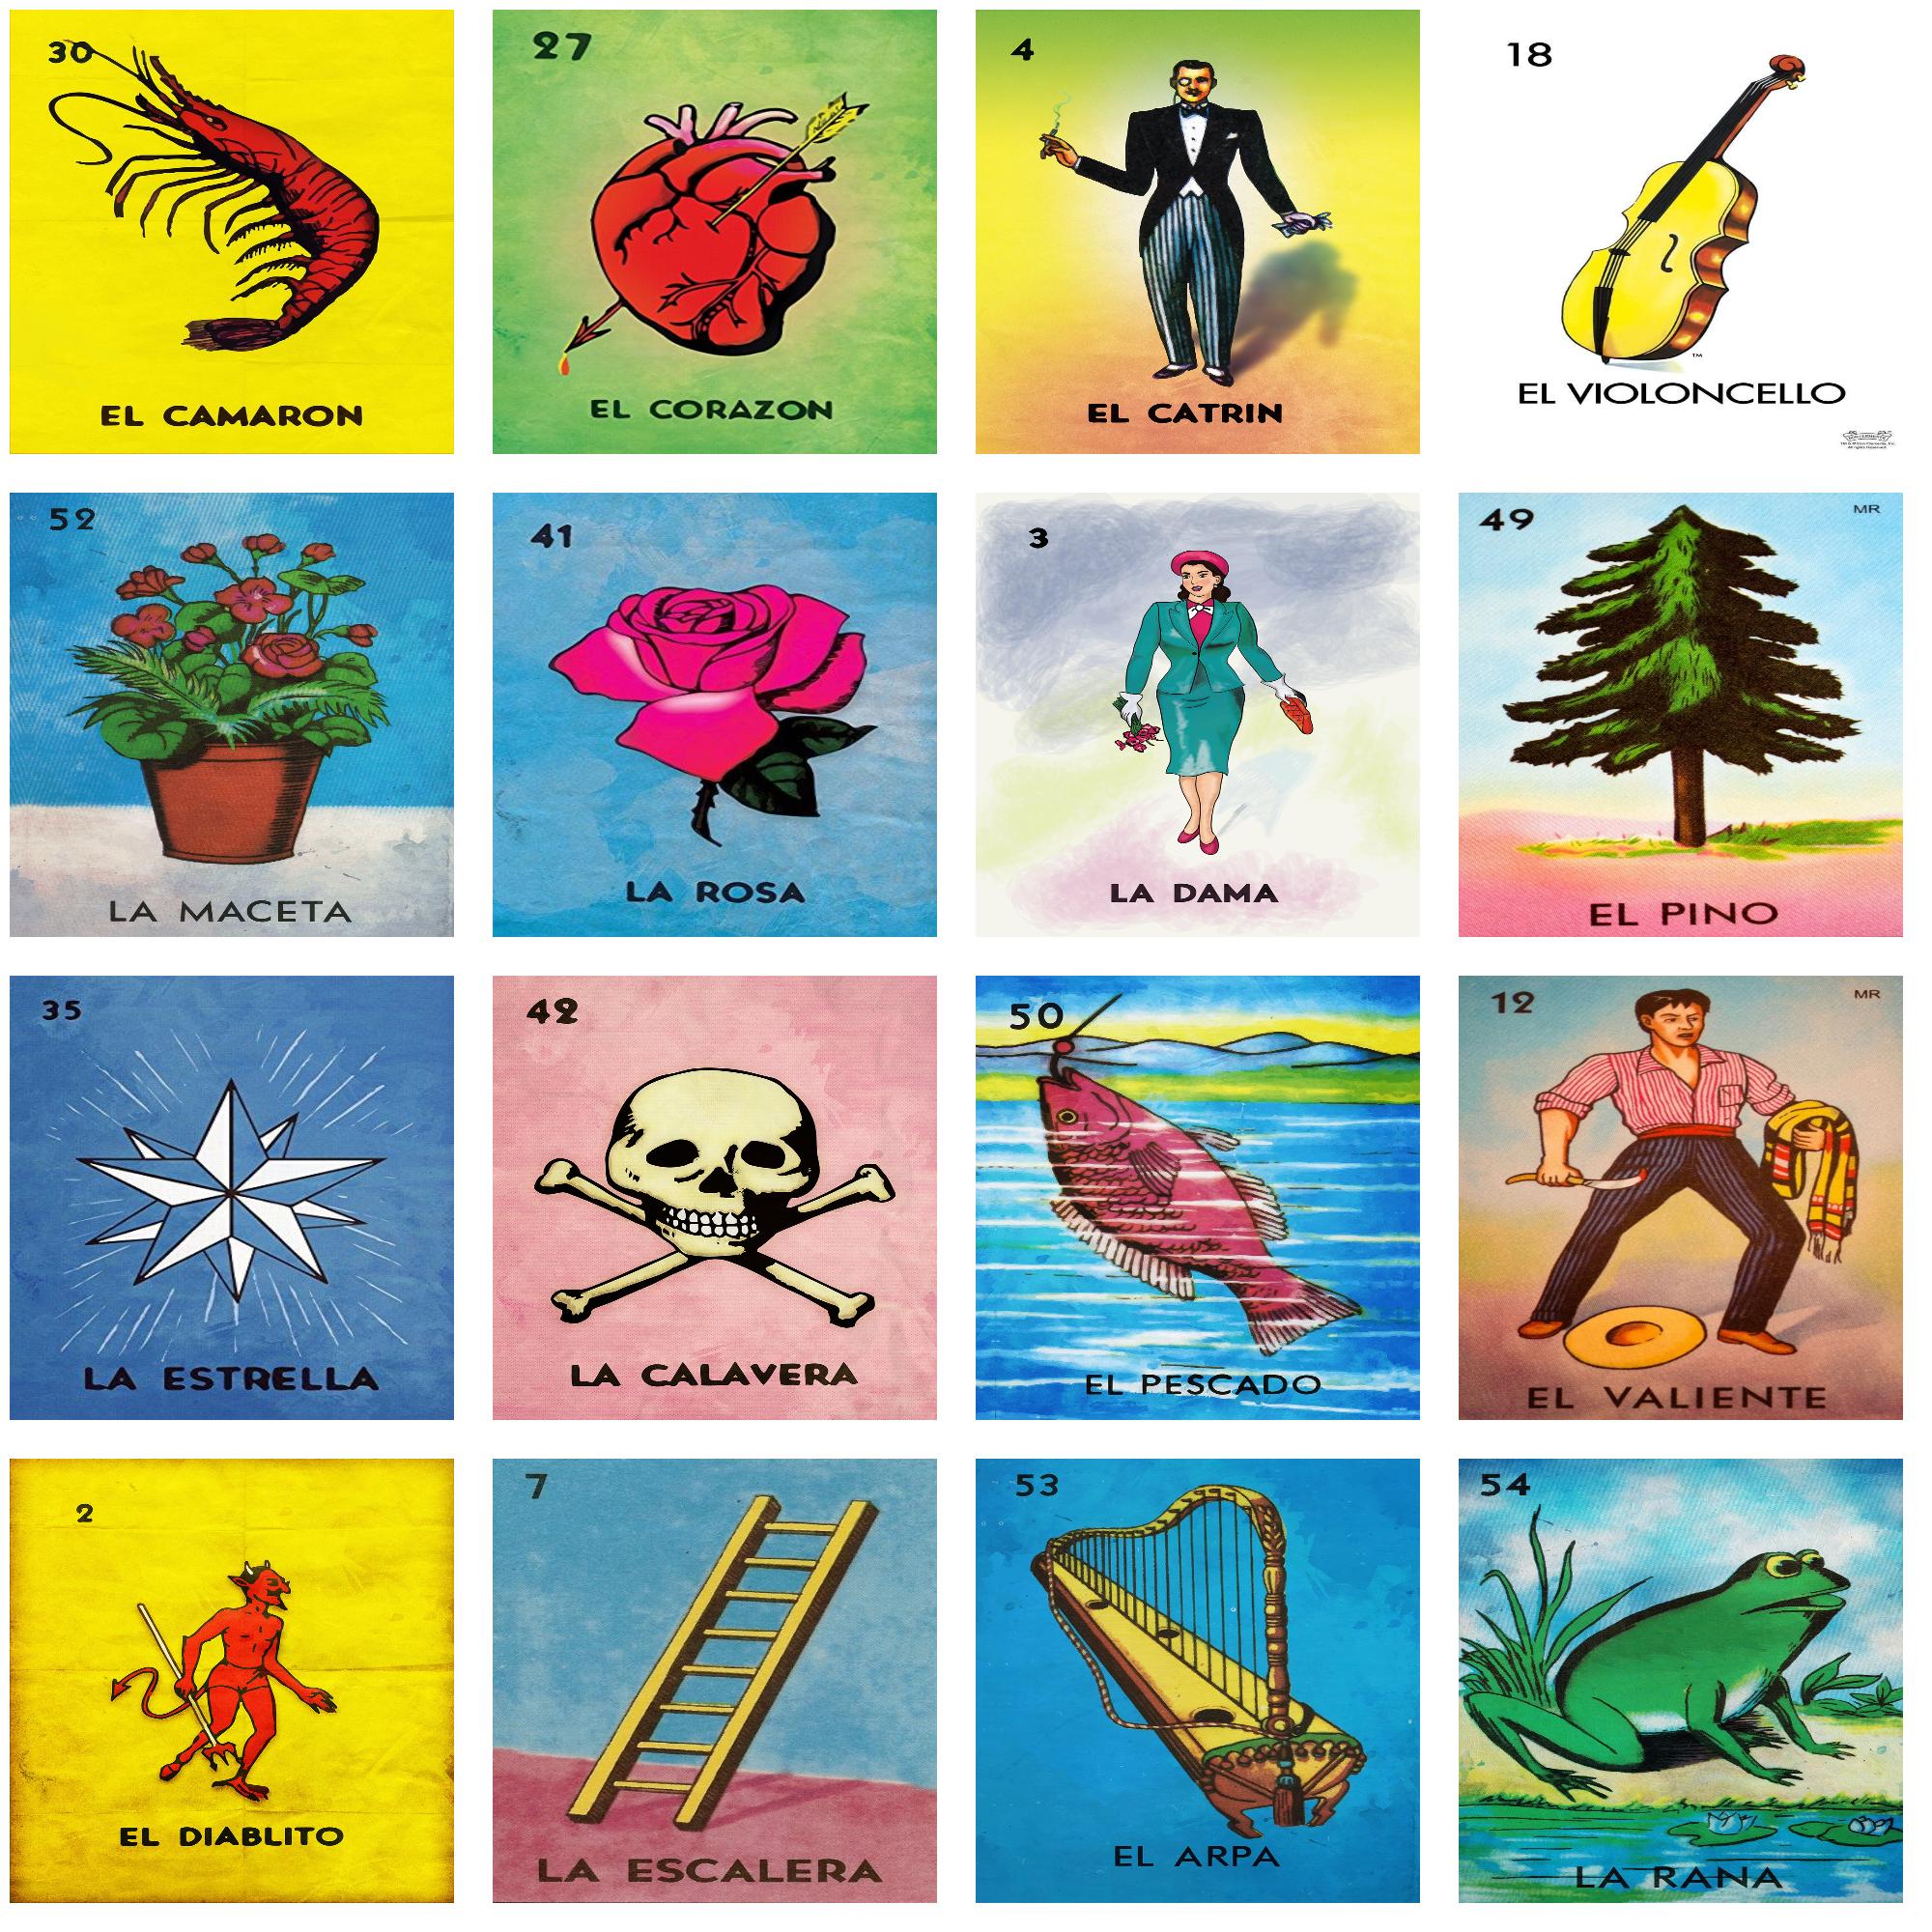 30
EL CAMARON
27
EL CORAZON
4
EL CATRIN
18
TM
EL VIOLONCELLO
52
LA MACETA
41
LA ROSA
3
LA DAMA
49
MR
EL PINO
35
LA ESTRELLA
42
LA CALAVERA
50
EL PESCADO
12
MR
EL VALIENTE
2
EL DIABLITO
7
LA ESCALERA
53
EL ARPA
54
LA RANA